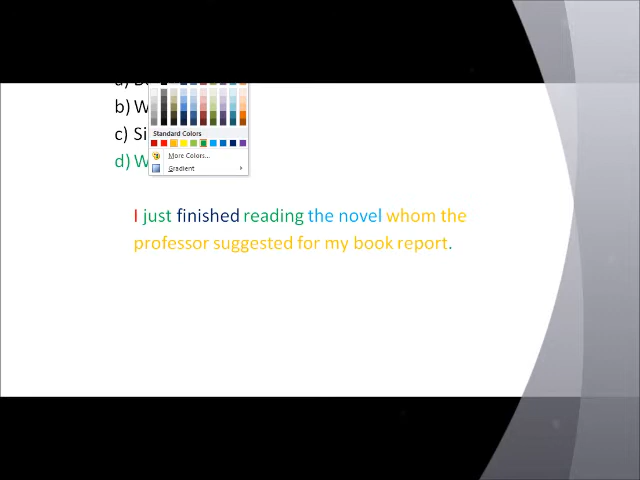 a)
b) W
c) Si
Standard Colors
d) W
More Colors...
Gradient
I just finished reading the novel whom the
professor suggested for my book report.